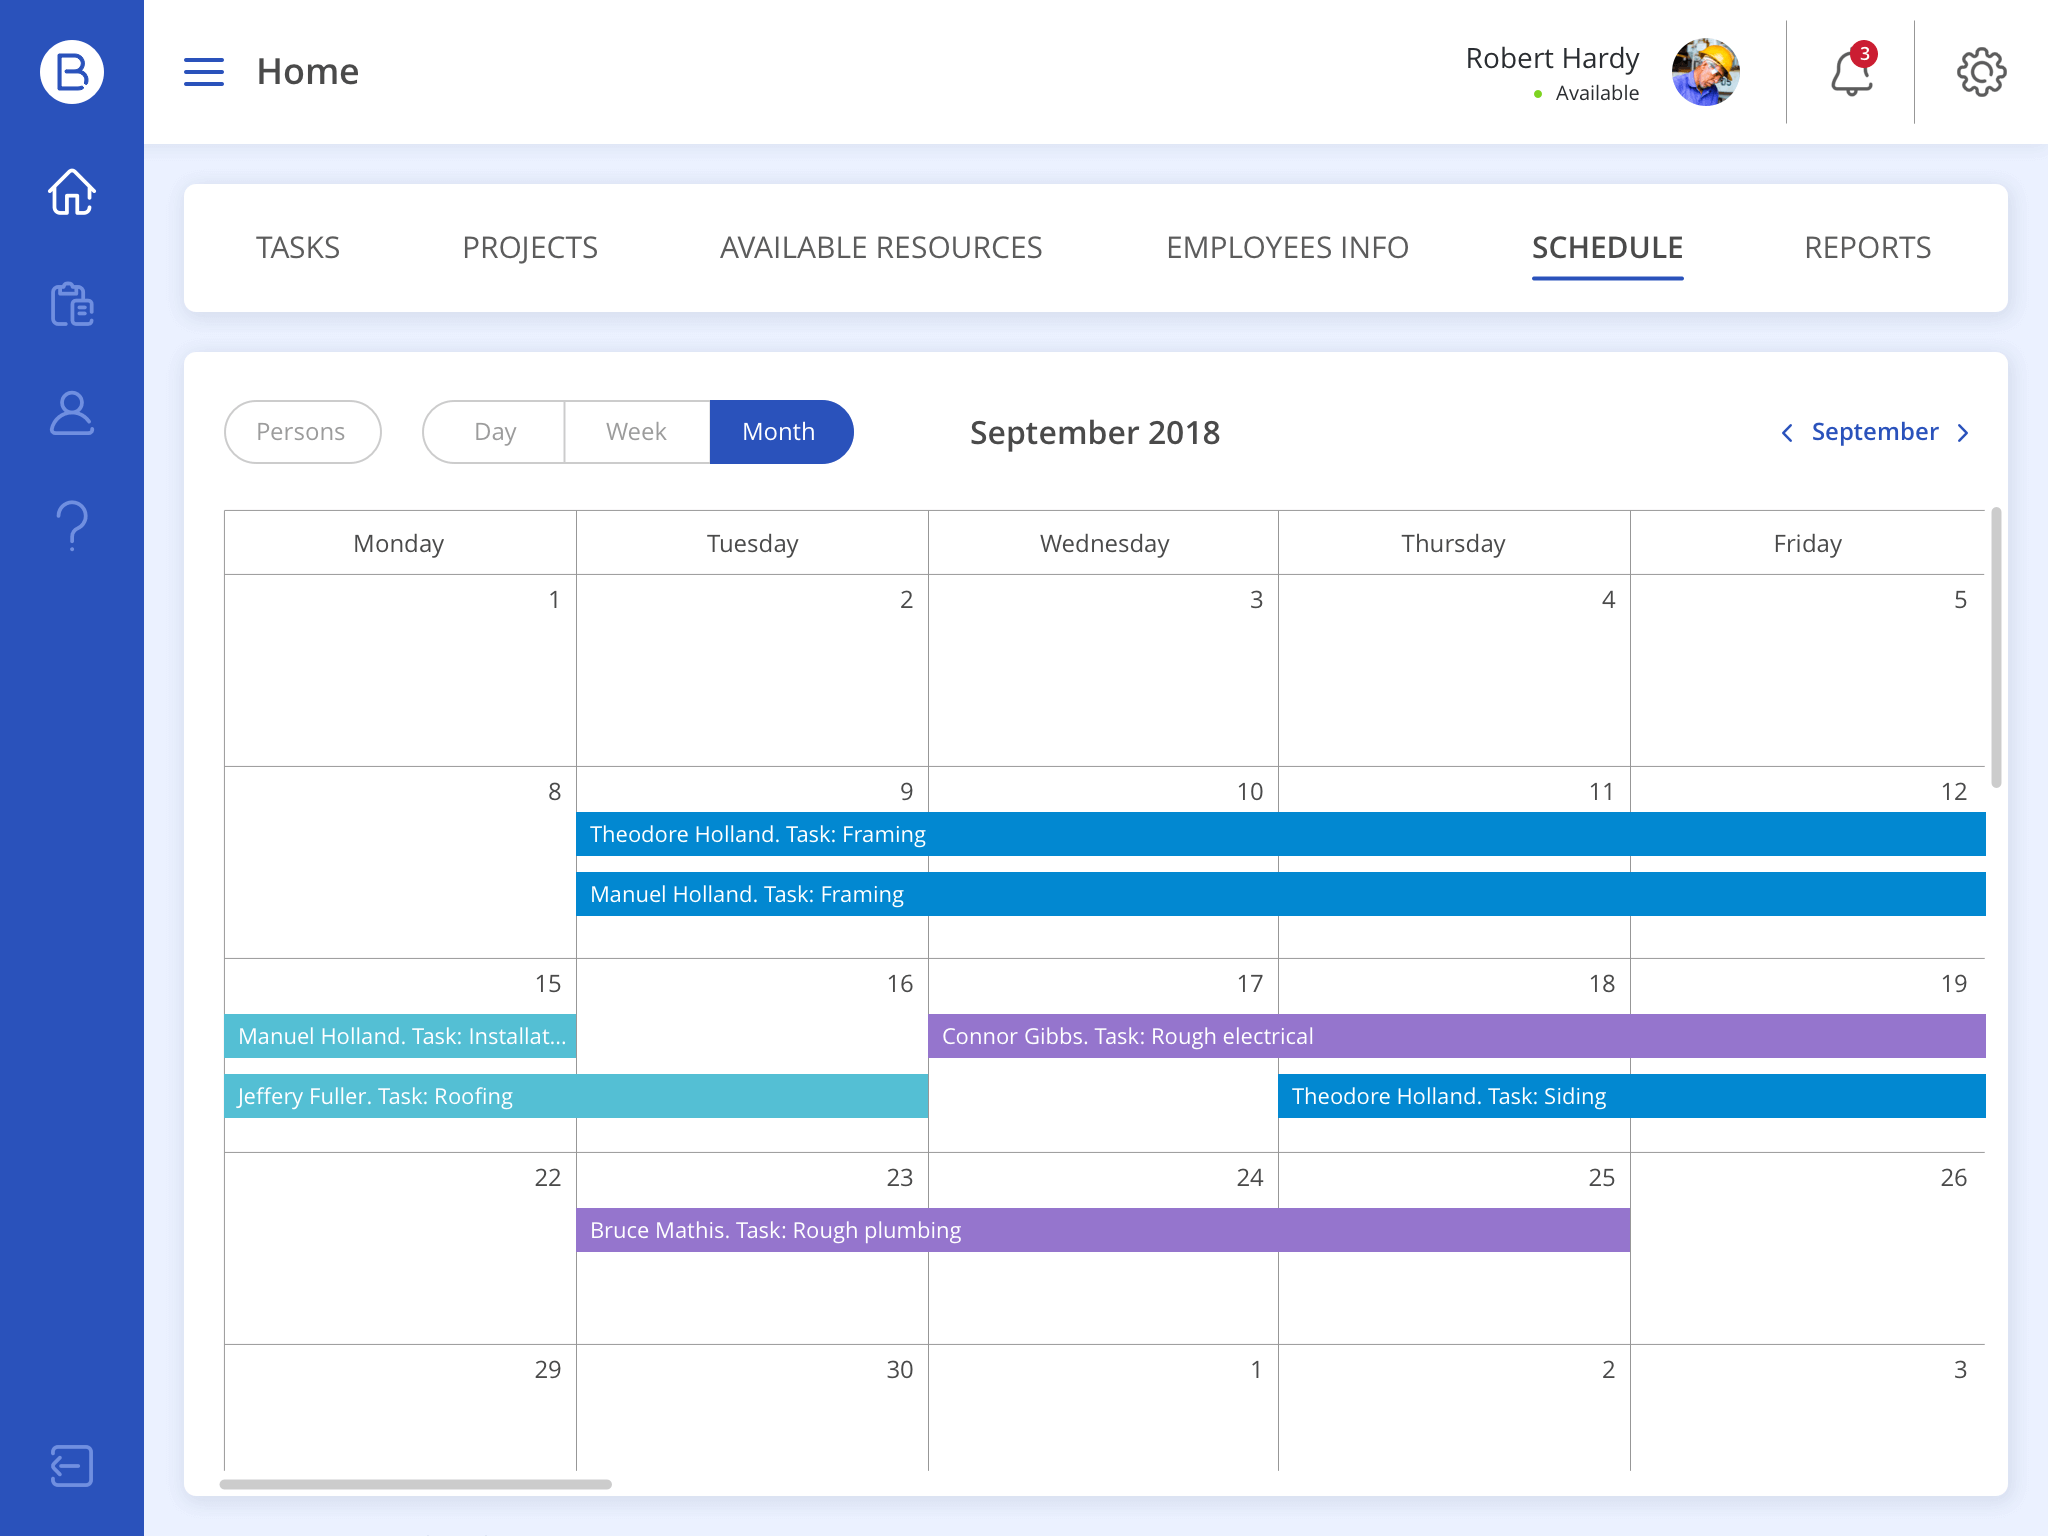 B
Home
Robert Hardy
Available
3
TASKS PROJECTS AVAILABLE RESOURCES EMPLOYEES INFO SCHEDULE REPORTS
Persons Day Week Month September 2018 September
Monday Tuesday Wednesday Thursday Friday
1 2 3 4 5
8 9 10 11 12
Theodore Holland. Task: Framing
Manuel Holland. Task: Framing
15 16 17 18 19
Manuel Holland. Task: Installat... Connor Gibbs. Task: Rough electrical
Jeffery Fuller. Task: Roofing Theodore Holland. Task: Siding
22 23 24 25 26
Bruce Mathis. Task: Rough plumbing
29 30 1 2 3